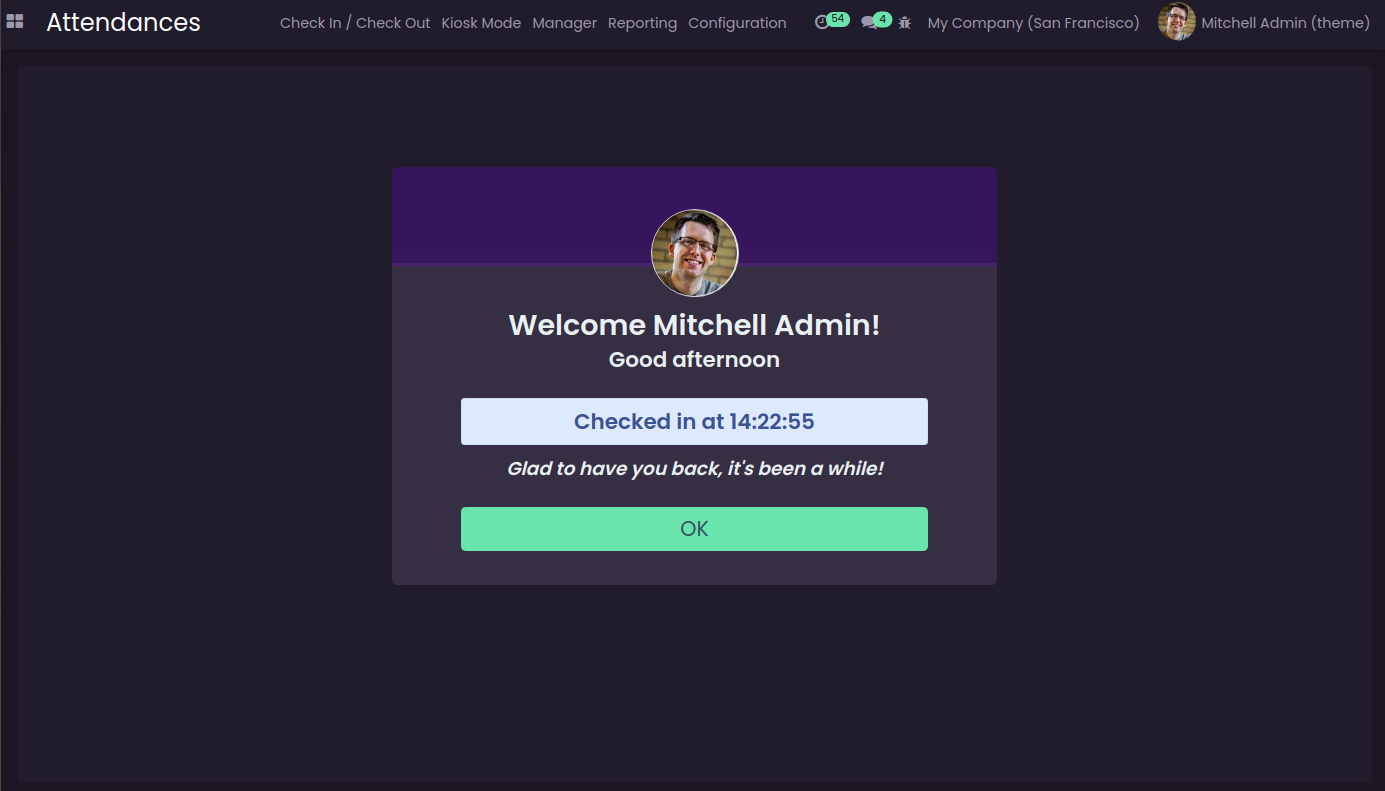 Attendances Check In / Check Out Kiosk Mode Manager Reporting Configuration 54 4 My Company (San Francisco) Mitchell Admin (theme)
Welcome Mitchell Admin!
Good afternoon
Checked in at 14:22:55
Glad to have you back, it's been a while!
OK